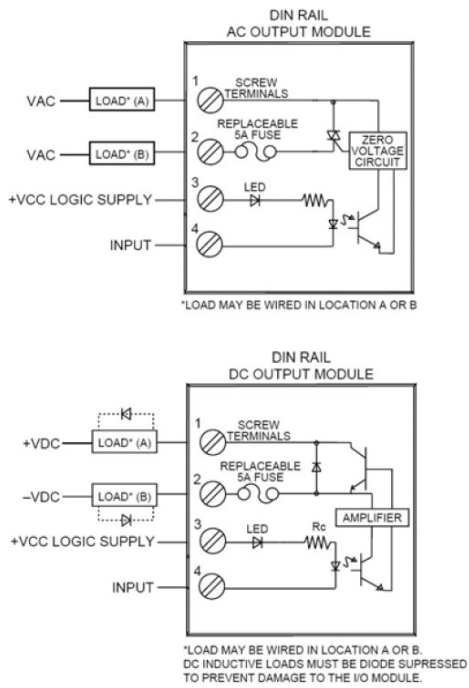 DIN RAIL
AC OUTPUT MODULE
1
SCREW
TERMINALS
VAC
LOAD* (A)
REPLACEABLE
5A FUSE
2
VAC
LOAD* (B)
ZERO
VOLTAGE
CIRCUIT
3
LED
+VCC LOGIC SUPPLY
4
INPUT
*LOAD MAY BE WIRED IN LOCATION A OR B
DIN RAIL
DC OUTPUT MODULE
1
SCREW
TERMINALS
+VDC
LOAD* (A)
REPLACEABLE
5A FUSE
2
–VDC
LOAD* (B)
AMPLIFIER
3
LED
Rc
+VCC LOGIC SUPPLY
4
INPUT
*LOAD MAY BE WIRED IN LOCATION A OR B.
DC INDUCTIVE LOADS MUST BE DIODE SUPRESSED
TO PREVENT DAMAGE TO THE I/O MODULE.